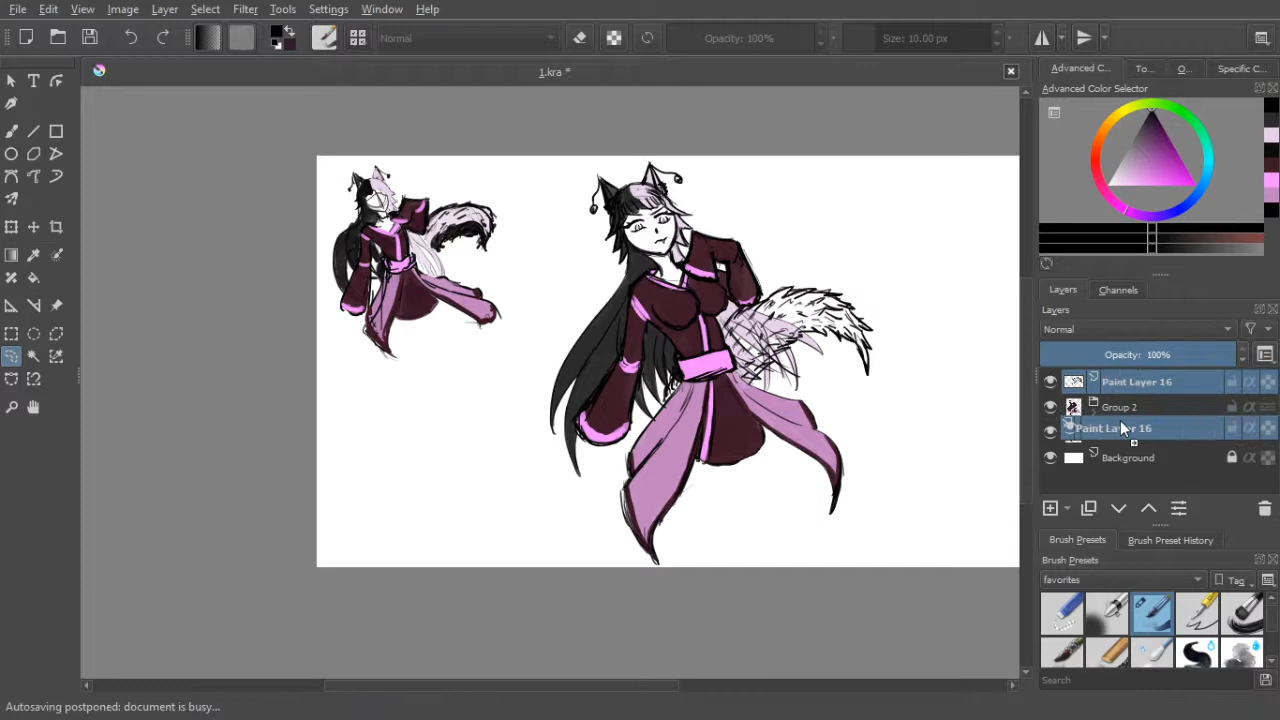 File Edit View Image Layer Select Filter Tools Settings Window Help
Normal Opacity: 100% Size: 10.00 px
1.kra *
Advanced C... To... O... Specific C...
Advanced Color Selector
Layers Channels
Layers
Normal
Opacity: 100%
Paint Layer 16
Group 2
Paint Layer 16
Background
Brush Presets Brush Preset History
Brush Presets
favorites Tag
Search
Autosaving postponed: document is busy...